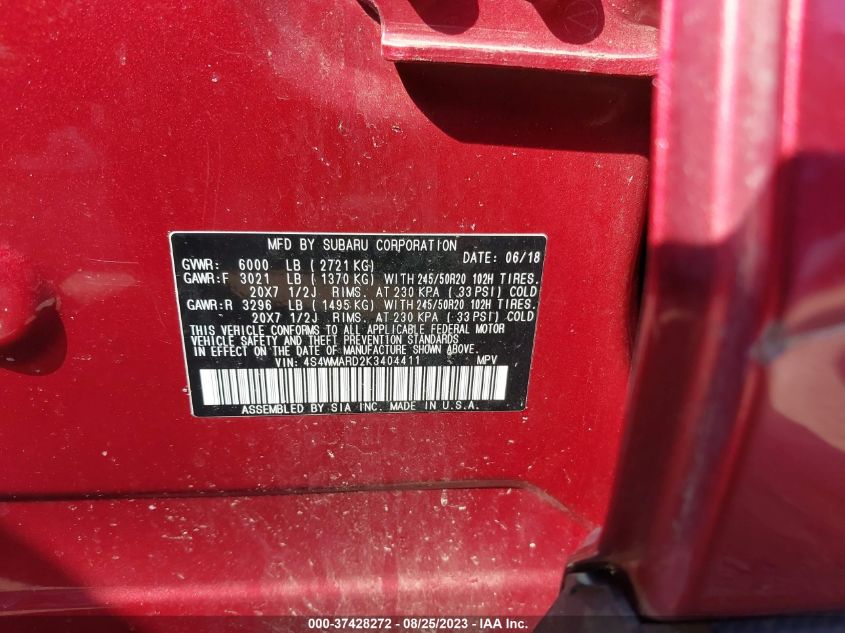 MFD BY SUBARU CORPORATION
DATE: 06/18
GVWR: 6000 LB ( 2721 KG)
GAWR:F 3021 LB ( 1370 KG) WITH 245/50R20 102H TIRES,
20X7 1/2J RIMS. AT 230 KPA ( 33 PSI) COLD
GAWR:R 3296 LB ( 1495 KG) WITH 245/50R20 102H TIRES,
20X7 1/2J RIMS. AT 230 KPA ( 33 PSI) COLD
THIS VEHICLE CONFORMS TO ALL APPLICABLE FEDERAL MOTOR
VEHICLE SAFETY AND THEFT PREVENTION STANDARDS
IN EFFECT ON THE DATE OF MANUFACTURE SHOWN ABOVE.
VIN: 4S4WMARD2K3404411 MPV
ASSEMBLED BY SIA INC. MADE IN U.S.A.
000-37428272 - 08/25/2023 - IAA Inc.